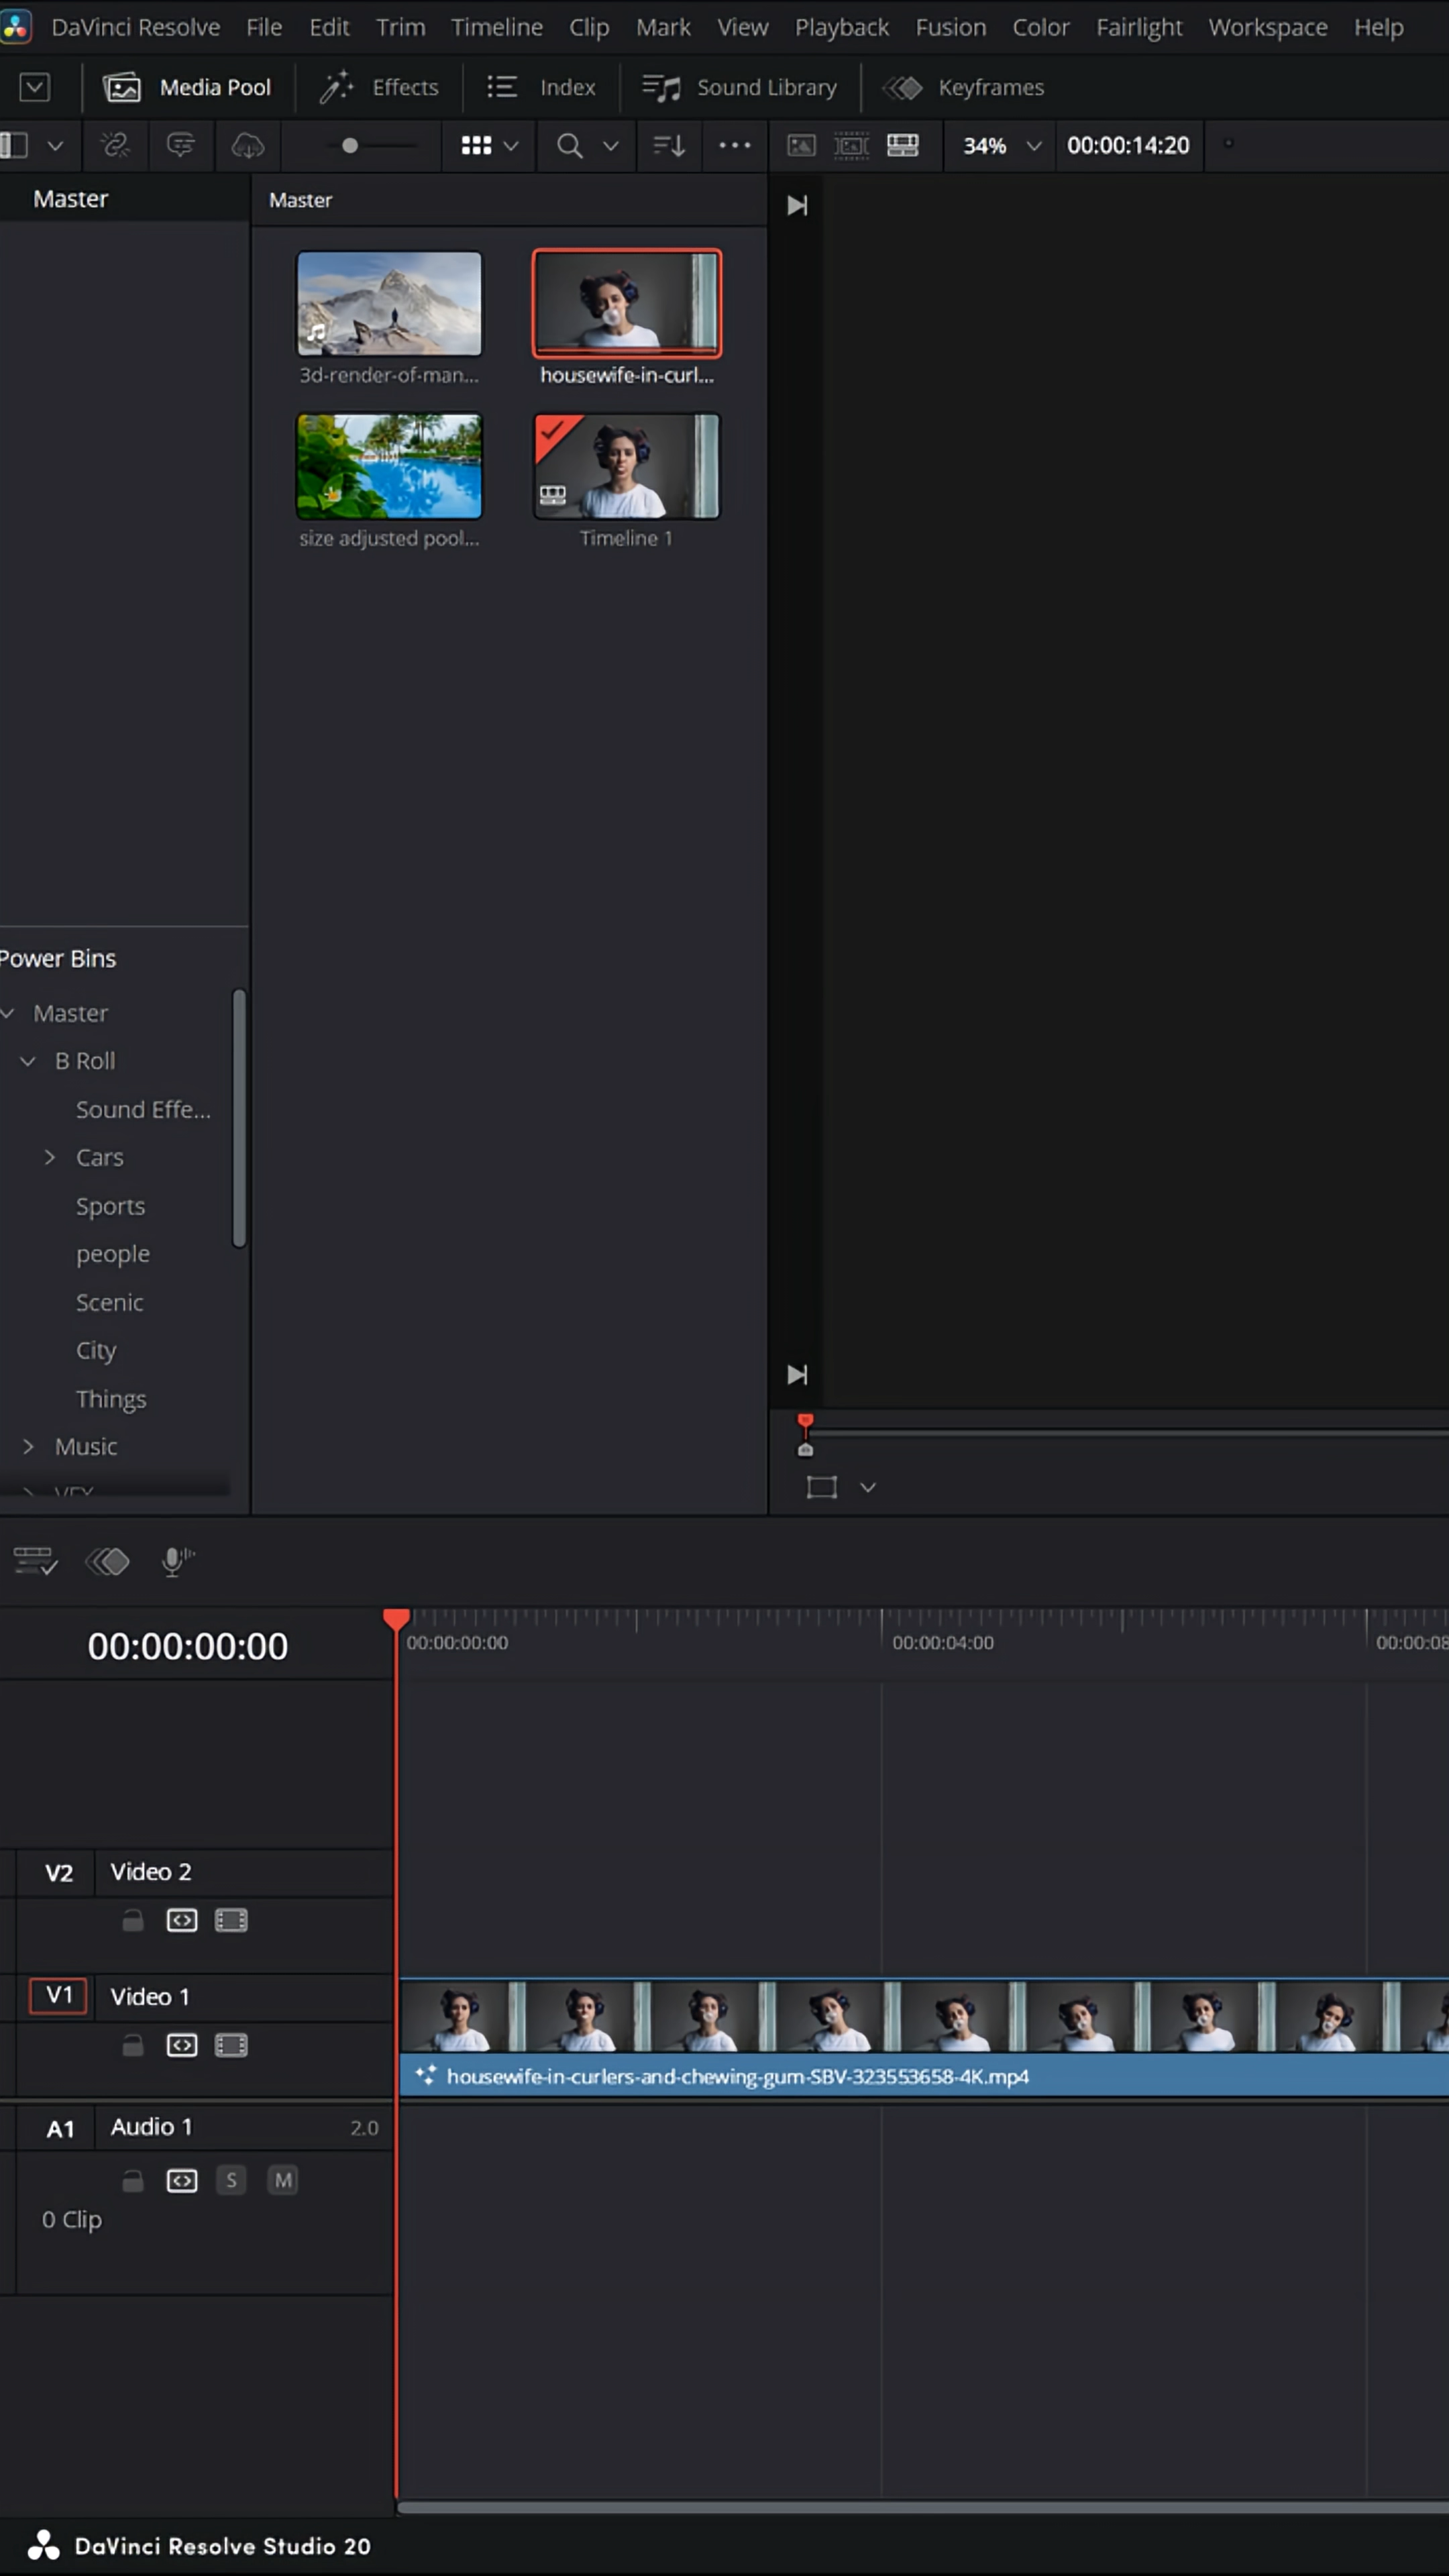 DaVinci Resolve File Edit Trim Timeline Clip Mark View Playback Fusion Color Fairlight Workspace Help
Media Pool Effects Index Sound Library Keyframes
34% 00:00:14:20
Master
Master
3d-render-of-man... housewife-in-curl...
size adjusted pool... Timeline 1
Power Bins
Master
B Roll
Sound Effe...
Cars
Sports
people
Scenic
City
Things
Music
VFX
00:00:00:00
00:00:00:00 00:00:04:00 00:00:08
V2 Video 2
V1 Video 1
housewife-in-curlers-and-chewing-gum-SBV-323553658-4K.mp4
A1 Audio 1 2.0
S M
0 Clip
DaVinci Resolve Studio 20